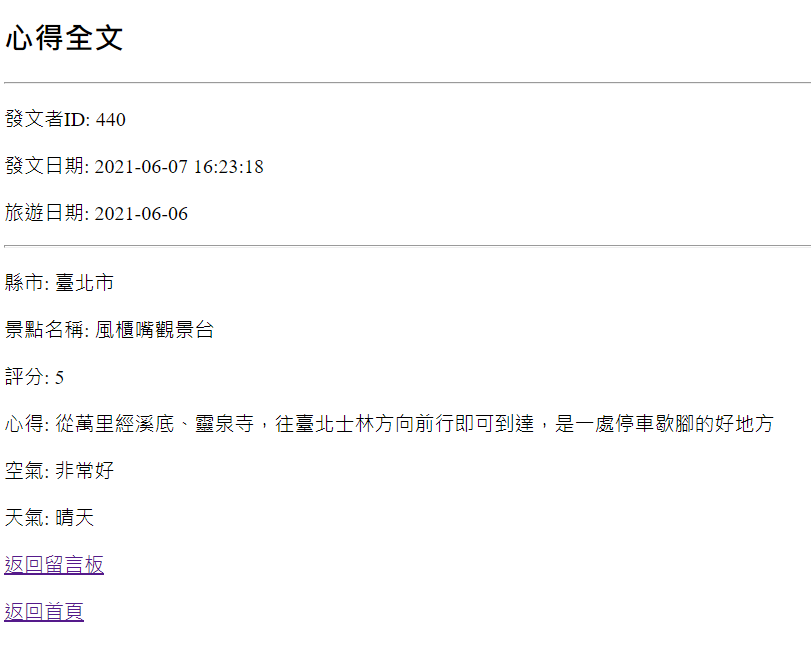 心得全文
發文者ID: 440
發文日期: 2021-06-07 16:23:18
旅遊日期: 2021-06-06
縣市: 臺北市
景點名稱: 風櫃嘴觀景台
評分: 5
心得: 從萬里經溪底、靈泉寺，往臺北士林方向前行即可到達，是一處停車歇腳的好地方
空氣: 非常好
天氣: 晴天
返回留言板
返回首頁